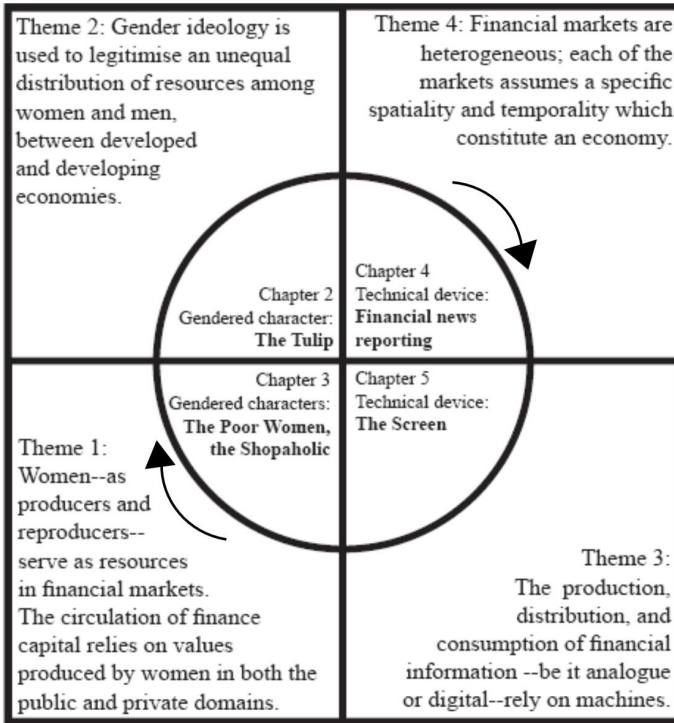 Theme 2: Gender ideology is
used to legitimise an unequal
distribution of resources among
women and men,
between developed
and developing
economies.
Theme 4: Financial markets are
heterogeneous; each of the
markets assumes a specific
spatiality and temporality which
constitute an economy.
Chapter 2
Gendered character:
The Tulip
Chapter 4
Technical device:
Financial news
reporting
Chapter 3
Gendered characters:
The Poor Women,
the Shopaholic
Chapter 5
Technical device:
The Screen
Theme 1:
Women--as
producers and
reproducers--
serve as resources
in financial markets.
The circulation of finance
capital relies on values
produced by women in both the
public and private domains.
Theme 3:
The production,
distribution, and
consumption of financial
information --be it analogue
or digital--rely on machines.